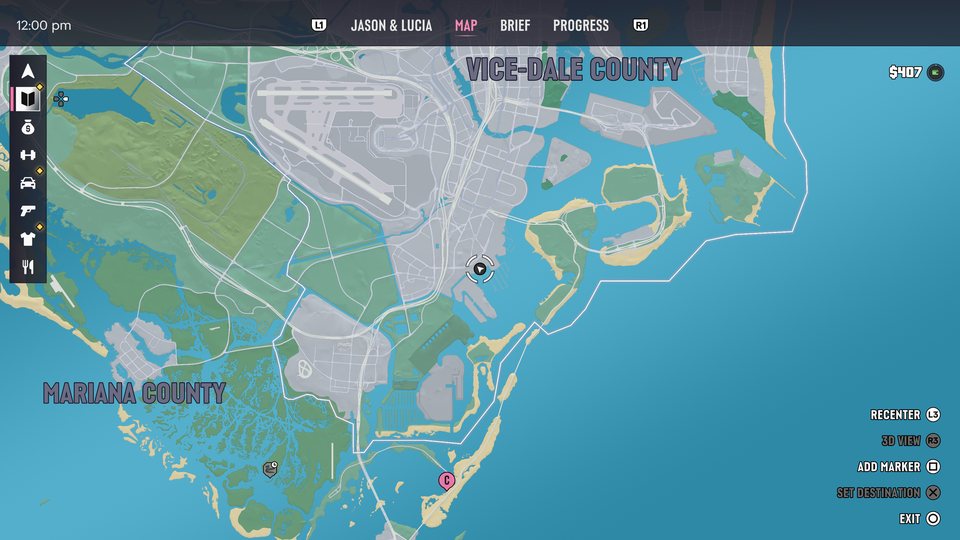 12:00 pm
L1
JASON & LUCIA
MAP
BRIEF
PROGRESS
R1
VICE-DALE COUNTY
$407
MARIANA COUNTY
C
RECENTER L3
3D VIEW R3
ADD MARKER
SET DESTINATION
EXIT